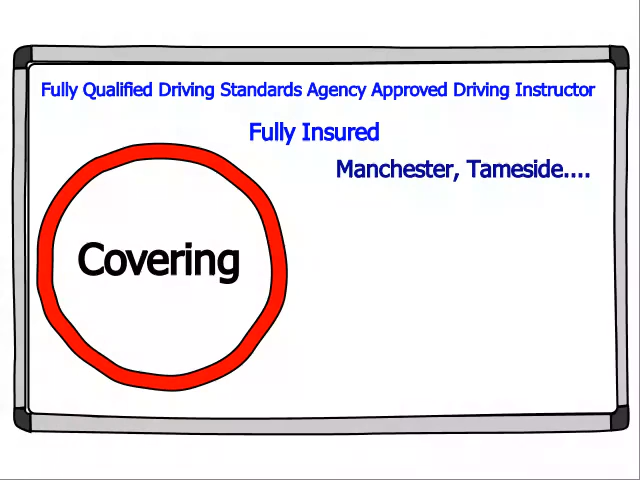 Fully Qualified Driving Standards Agency Approved Driving Instructor
Fully Insured
Manchester, Tameside....
Covering